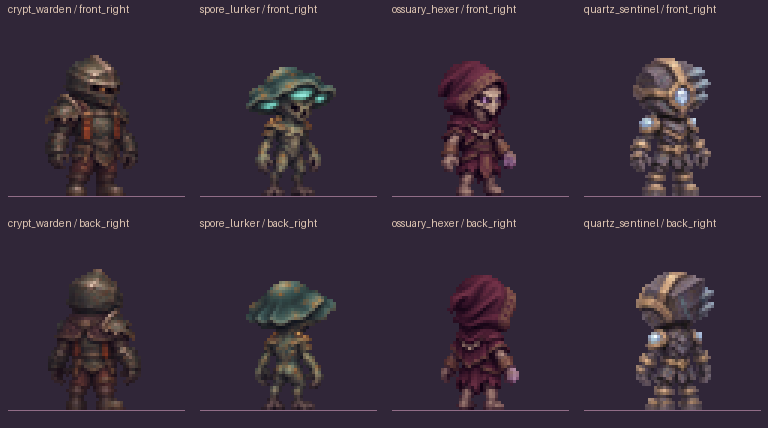 crypt_warden / front_right
spore_lurker / front_right
ossuary_hexer / front_right
quartz_sentinel / front_right
crypt_warden / back_right
spore_lurker / back_right
ossuary_hexer / back_right
quartz_sentinel / back_right